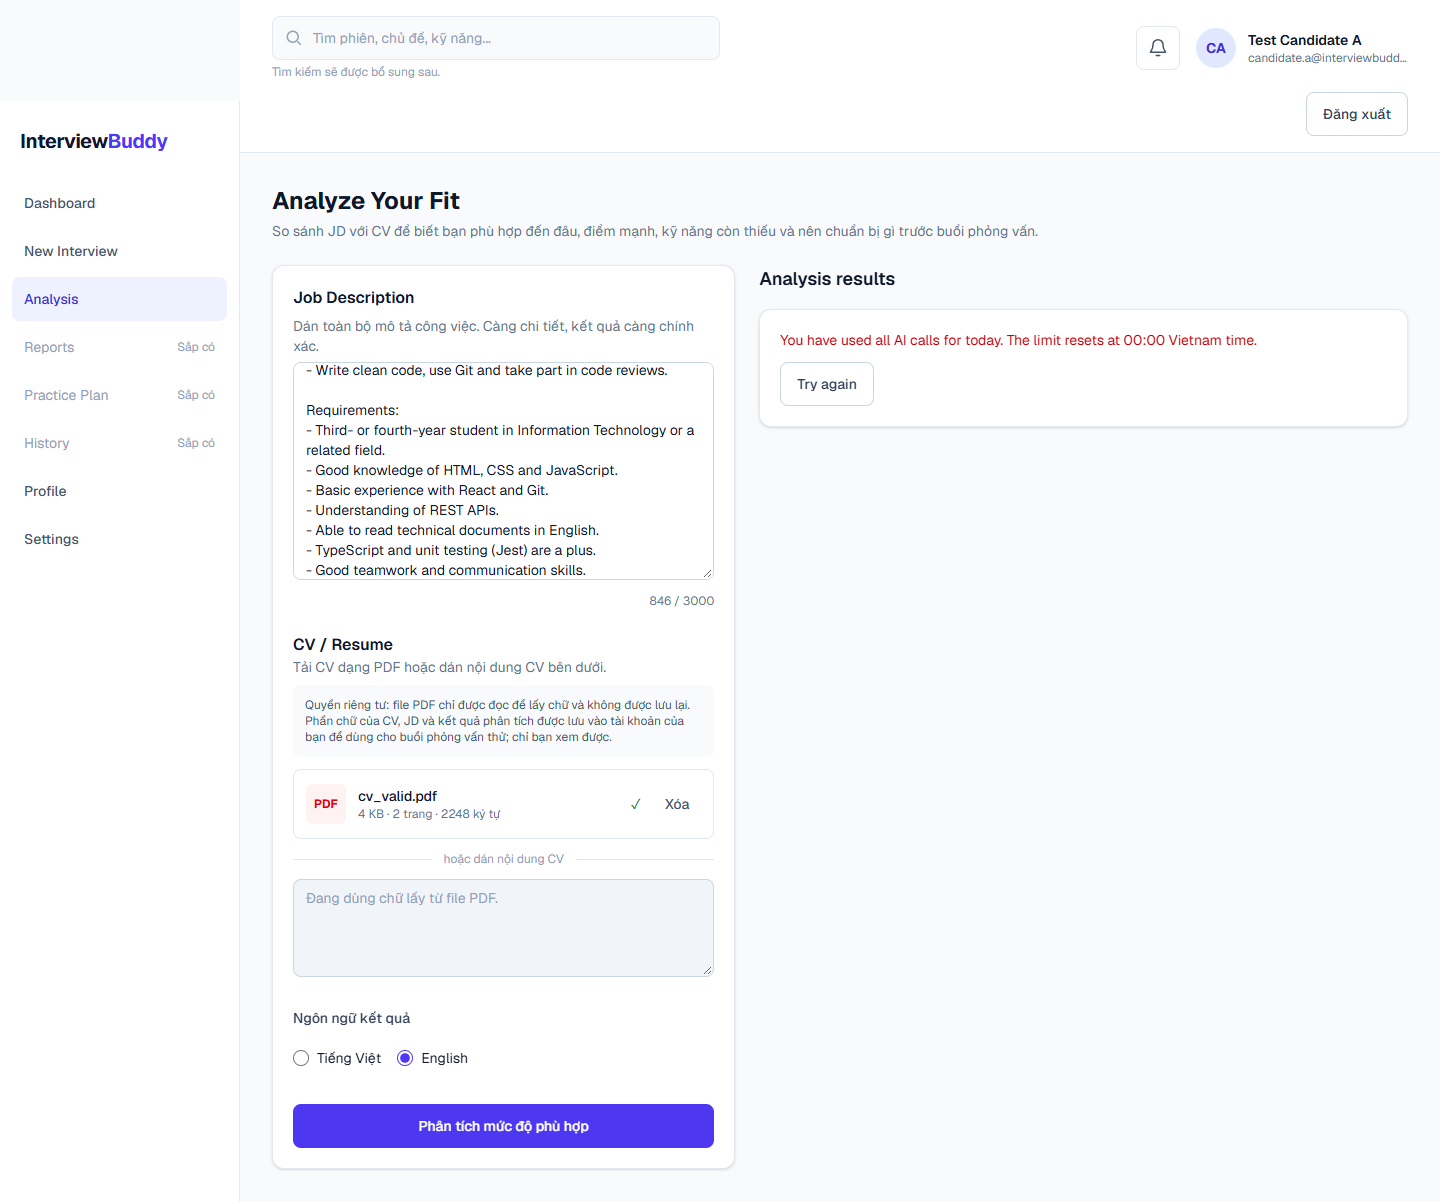 Tìm phiên, chủ đề, kỹ năng...
Tìm kiếm sẽ được bổ sung sau.
CA
Test Candidate A
candidate.a@interviewbudd...
Đăng xuất
InterviewBuddy
Dashboard
New Interview
Analysis
Reports Sắp có
Practice Plan Sắp có
History Sắp có
Profile
Settings
Analyze Your Fit
So sánh JD với CV để biết bạn phù hợp đến đâu, điểm mạnh, kỹ năng còn thiếu và nên chuẩn bị gì trước buổi phỏng vấn.
Job Description
Dán toàn bộ mô tả công việc. Càng chi tiết, kết quả càng chính
xác.
- Write clean code, use Git and take part in code reviews.
Requirements:
- Third- or fourth-year student in Information Technology or a
related field.
- Good knowledge of HTML, CSS and JavaScript.
- Basic experience with React and Git.
- Understanding of REST APIs.
- Able to read technical documents in English.
- TypeScript and unit testing (Jest) are a plus.
- Good teamwork and communication skills.
846 / 3000
CV / Resume
Tải CV dạng PDF hoặc dán nội dung CV bên dưới.
Quyền riêng tư: file PDF chỉ được đọc để lấy chữ và không được lưu lại.
Phần chữ của CV, JD và kết quả phân tích được lưu vào tài khoản của
bạn để dùng cho buổi phỏng vấn thử; chỉ bạn xem được.
PDF
cv_valid.pdf
4 KB · 2 trang · 2248 ký tự
✓ Xóa
hoặc dán nội dung CV
Đang dùng chữ lấy từ file PDF.
Ngôn ngữ kết quả
Tiếng Việt English
Phân tích mức độ phù hợp
Analysis results
You have used all AI calls for today. The limit resets at 00:00 Vietnam time.
Try again